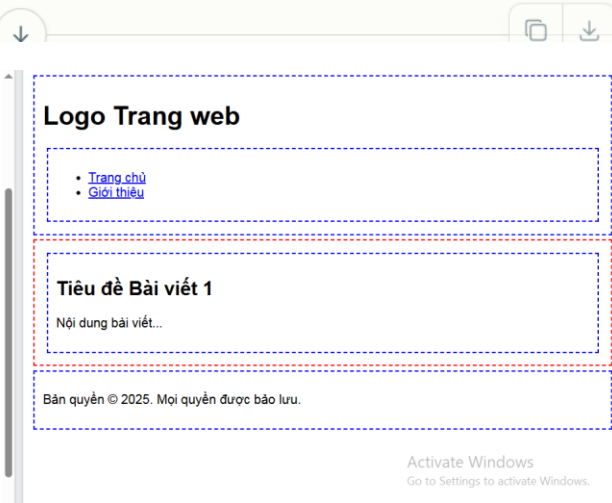 Logo Trang web
Trang chủ
Giới thiệu
Tiêu đề Bài viết 1
Nội dung bài viết...
Bản quyền © 2025. Mọi quyền được bảo lưu.
Activate Windows
Go to Settings to activate Windows.